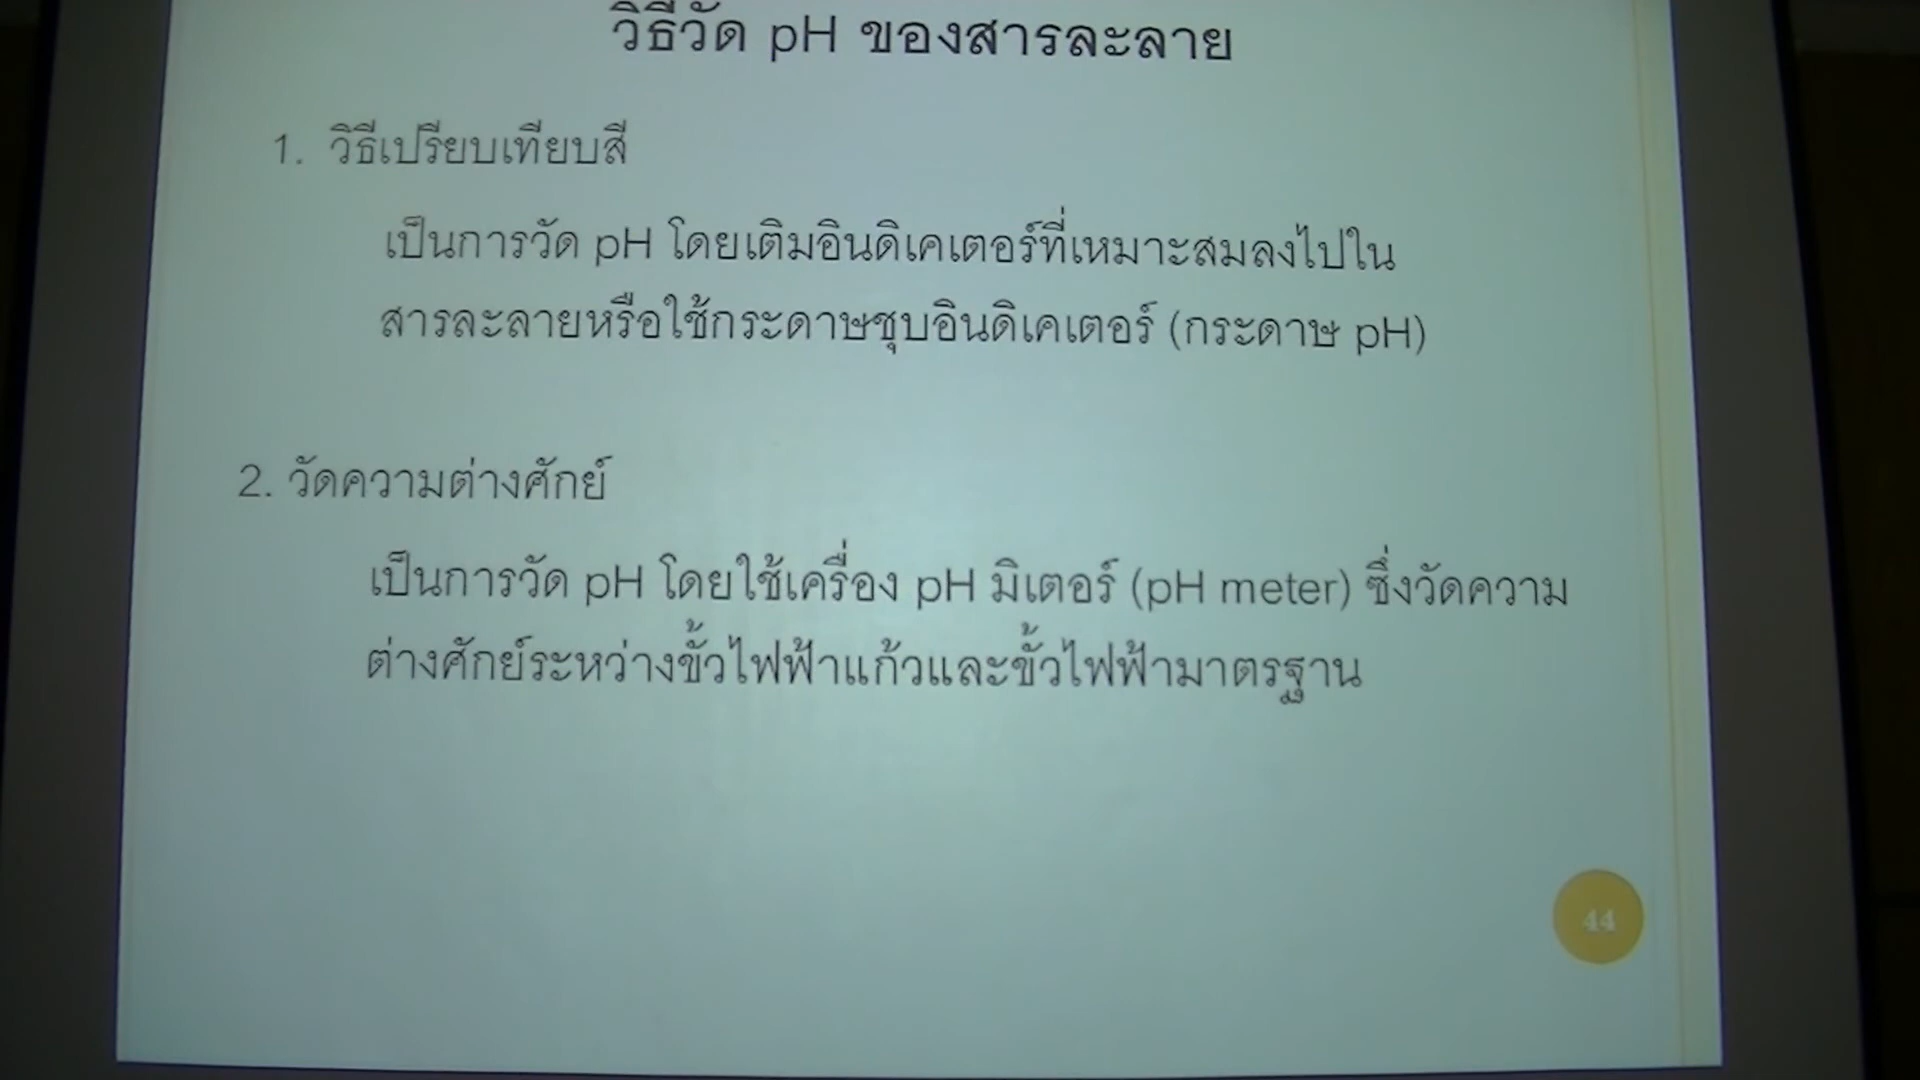 วิธีวัด pH ของสารละลาย
1. วิธีเปรียบเทียบสี
เป็นการวัด pH โดยเติมอินดิเคเตอร์ที่เหมาะสมลงไปใน
สารละลายหรือใช้กระดาษชุบอินดิเคเตอร์ (กระดาษ pH)
2. วัดความต่างศักย์
เป็นการวัด pH โดยใช้เครื่อง pH มิเตอร์ (pH meter) ซึ่งวัดความ
ต่างศักย์ระหว่างขั้วไฟฟ้าแก้วและขั้วไฟฟ้ามาตรฐาน
44